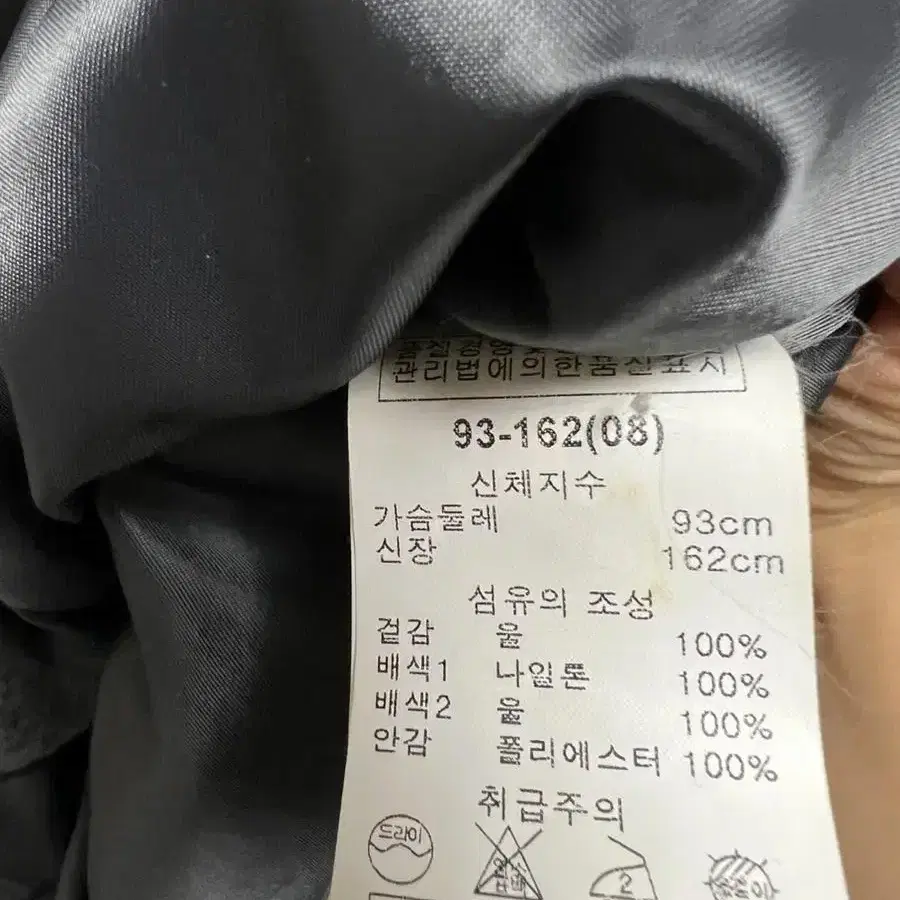 관리법에의한품질표시
93-162(08)
신체지수
가슴둘레 93cm
신장 162cm
섬유의 조성
겉감 울 100%
배색1 나일론 100%
배색2 울 100%
안감 폴리에스터 100%
취급주의
드라이
2